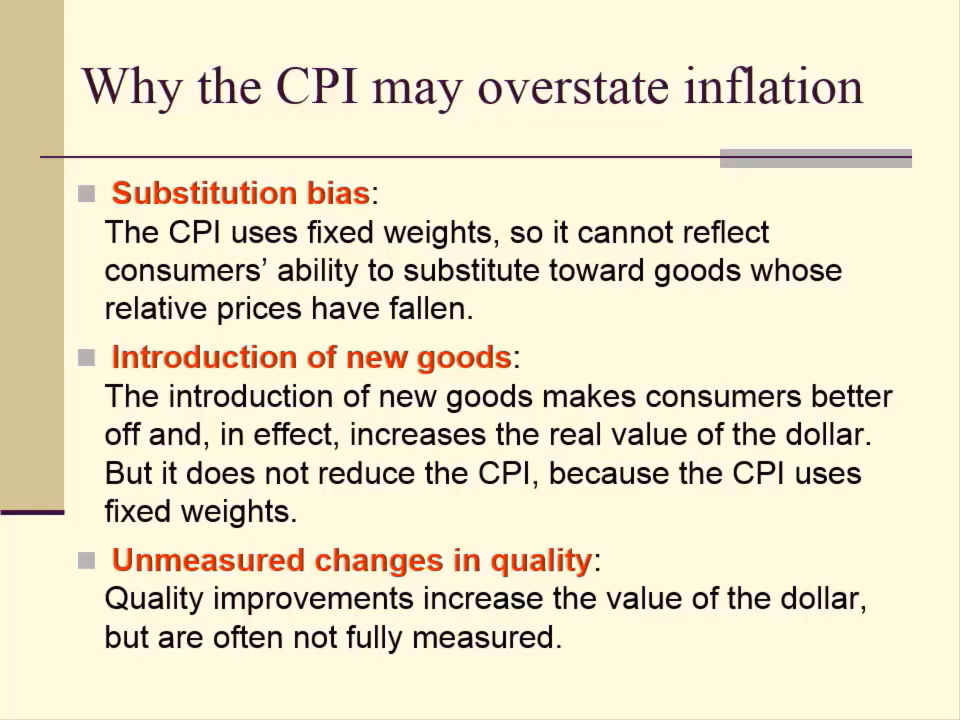 Why the CPI may overstate inflation
Substitution bias:
The CPI uses fixed weights, so it cannot reflect
consumers’ ability to substitute toward goods whose
relative prices have fallen.
Introduction of new goods:
The introduction of new goods makes consumers better
off and, in effect, increases the real value of the dollar.
But it does not reduce the CPI, because the CPI uses
fixed weights.
Unmeasured changes in quality:
Quality improvements increase the value of the dollar,
but are often not fully measured.